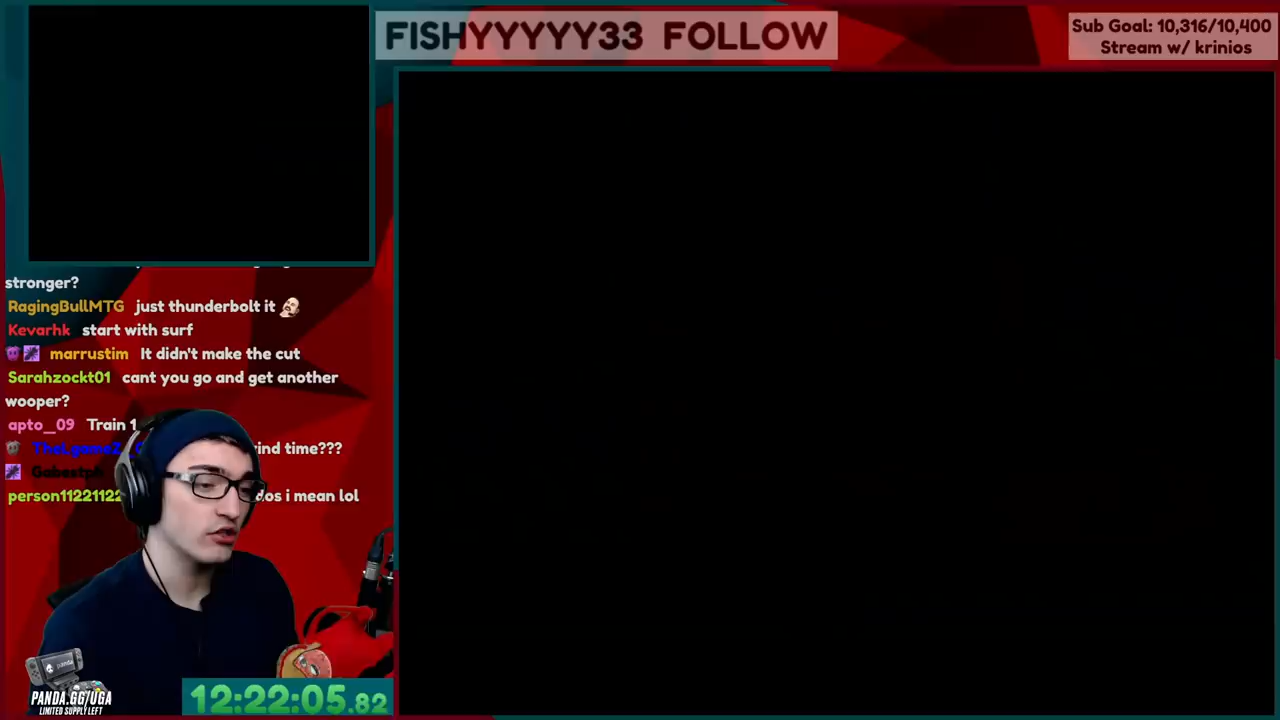 FISHYYYYY33 FOLLOW
Sub Goal: 10,316/10,400
Stream w/ krinios
stronger?
RagingBullMTG just thunderbolt it
Kevarhk start with surf
marrustim It didn't make the cut
Sarahzockt01 cant you go and get another
wooper?
apto_09 Train 1
ind time???
person11221122 dos i mean lol
panda
PANDA.GG/UGA
LIMITED SUPPLY LEFT
12:22:05.82